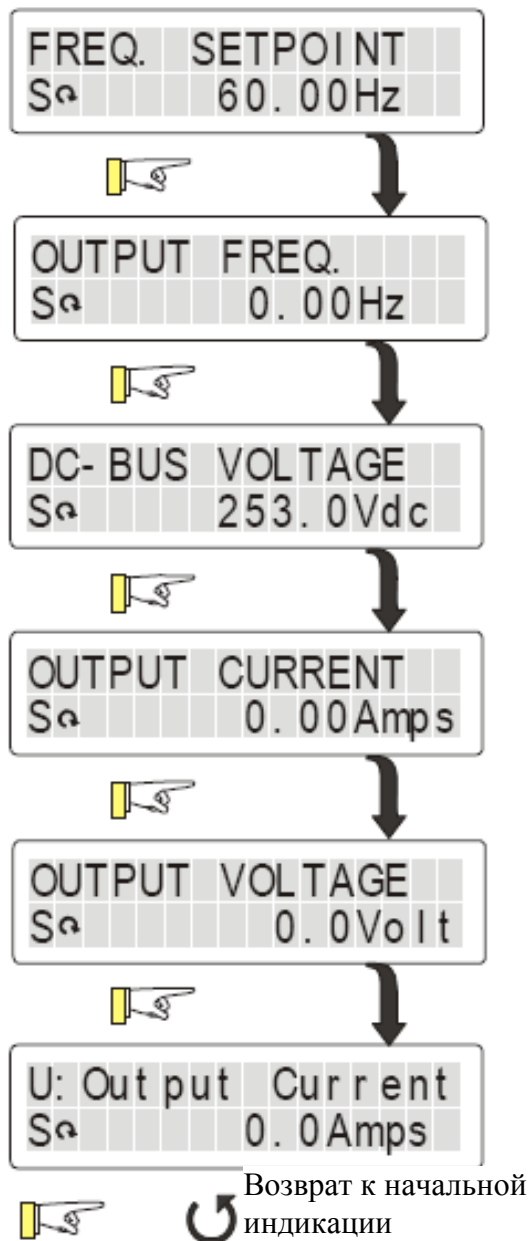 FREQ. SETPOINT
S 60.00Hz
OUTPUT FREQ.
S 0.00Hz
DC-BUS VOLTAGE
S 253.0Vdc
OUTPUT CURRENT
S 0.00Amps
OUTPUT VOLTAGE
S 0.0Volt
U: Output Current
S 0.0Amps
Возврат к начальной
индикации